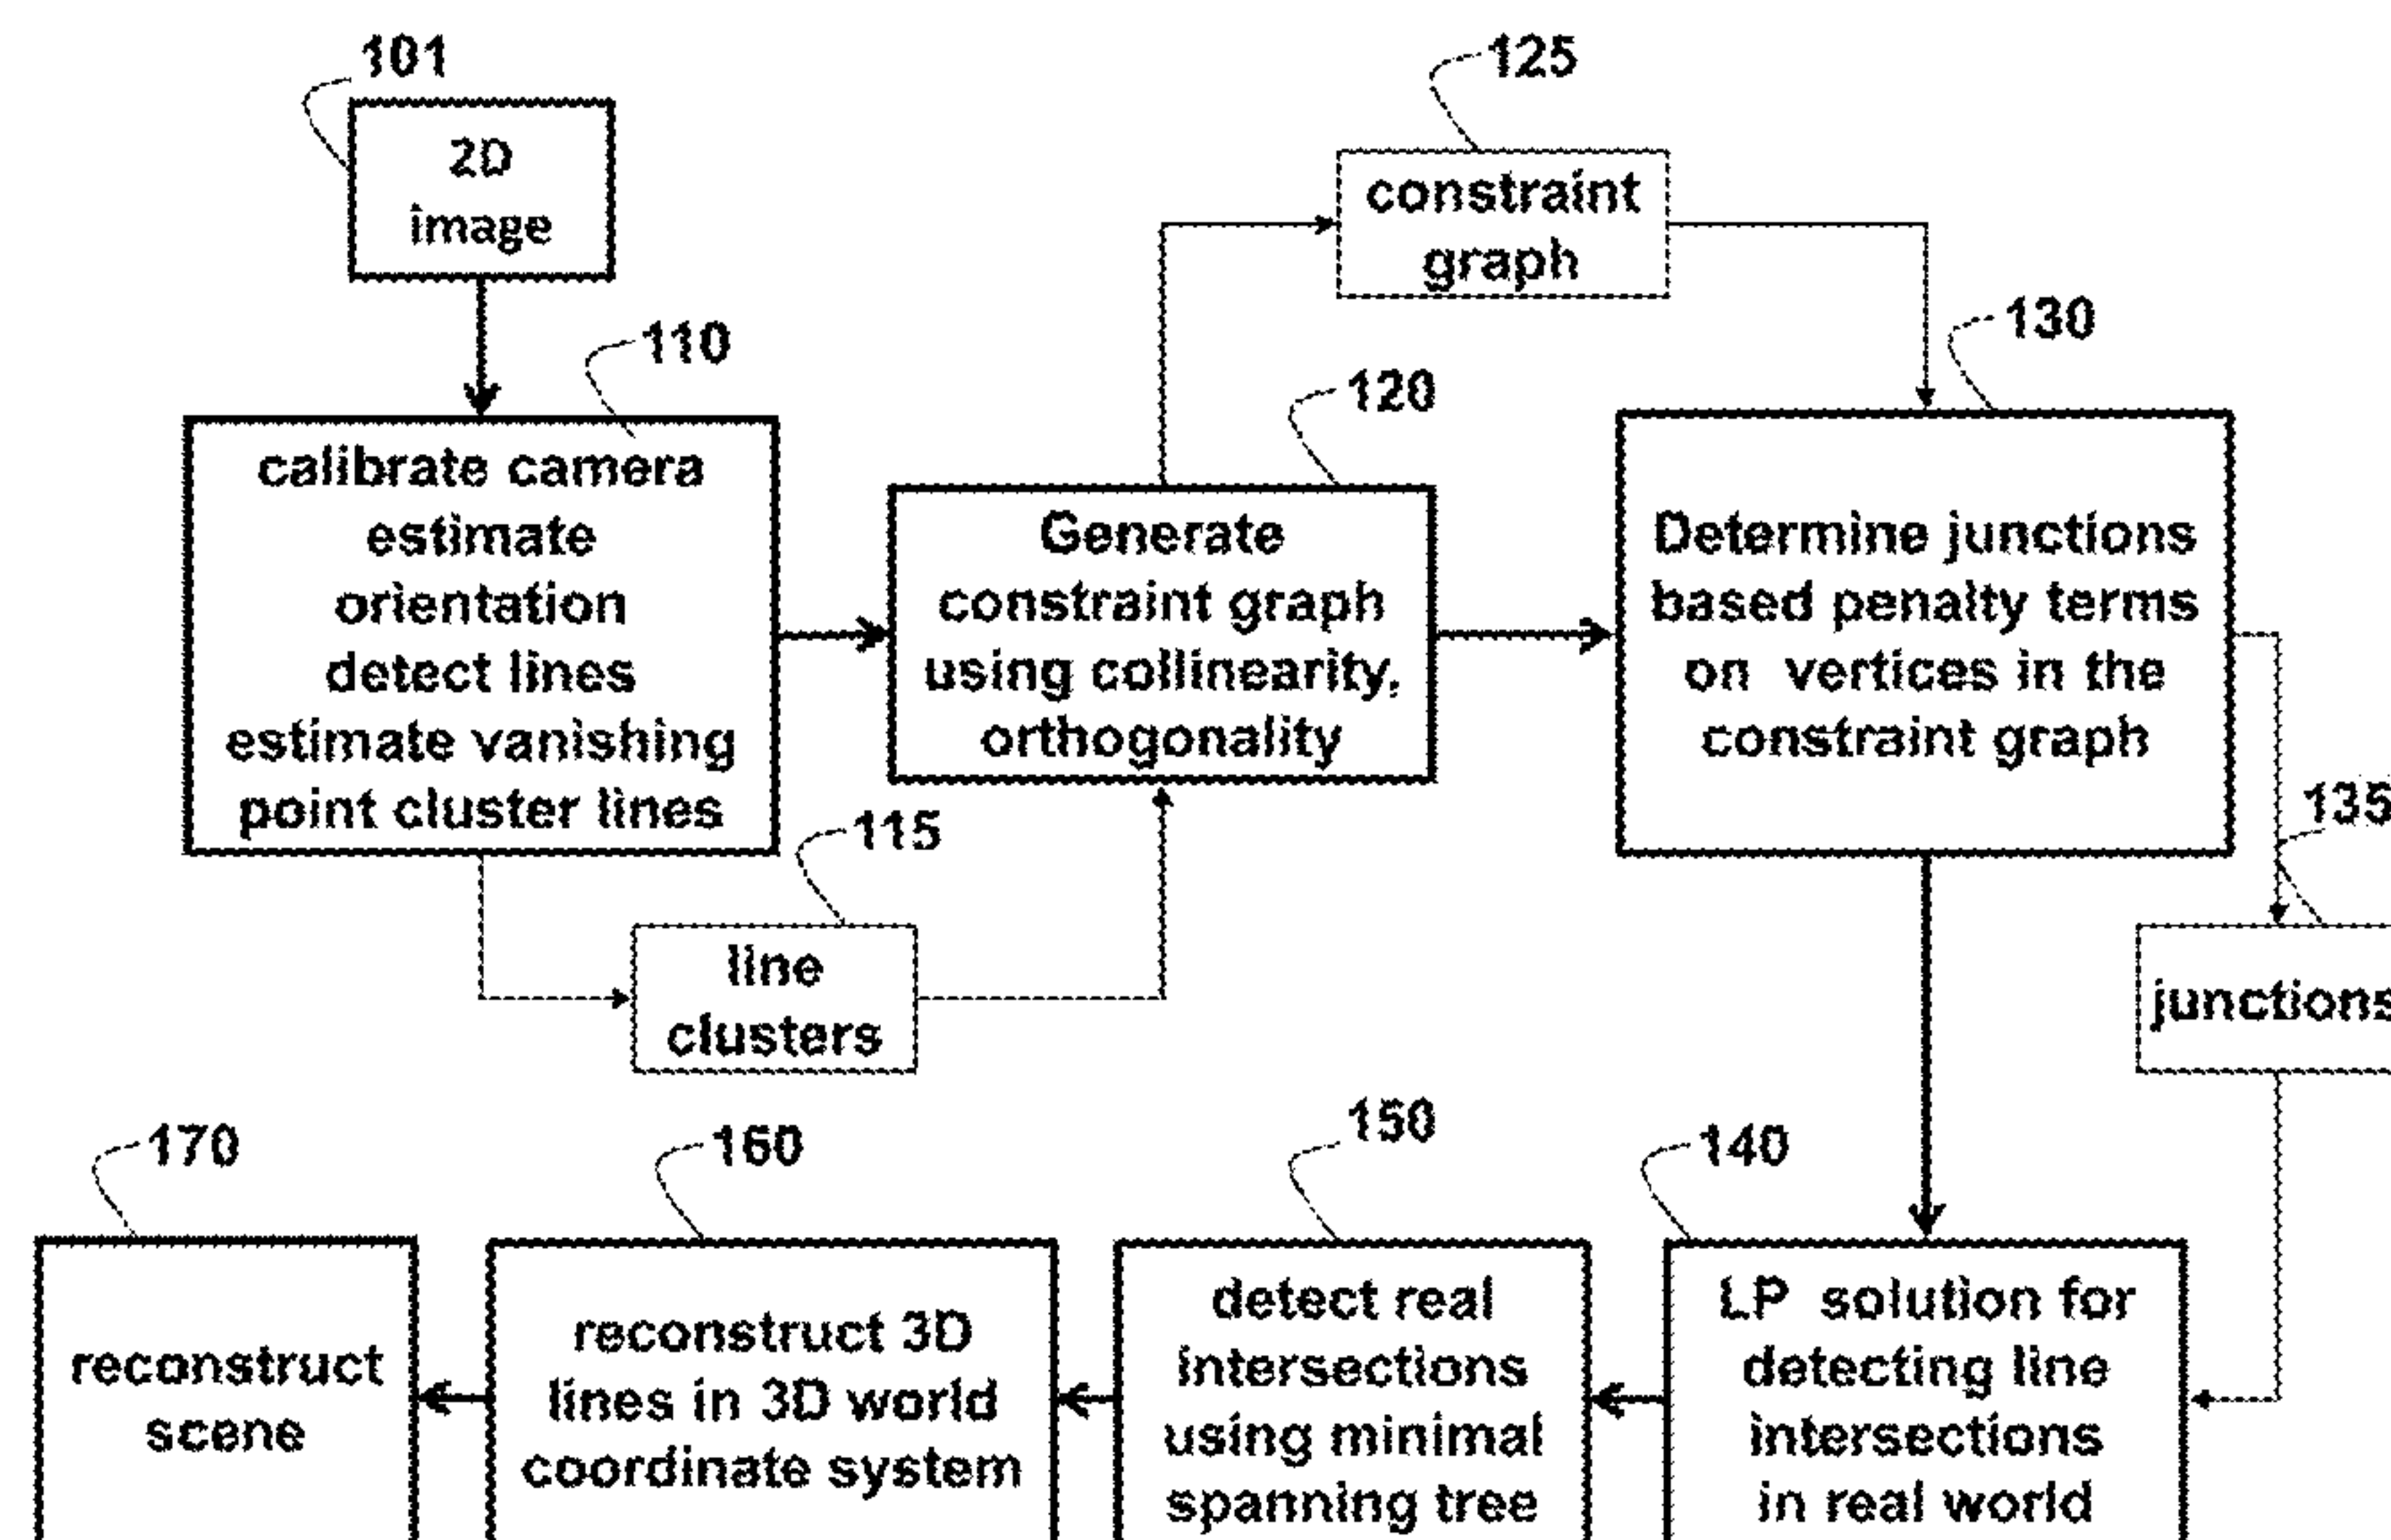 101
2D
image
110
calibrate camera
estimate
orientation
detect lines
estimate vanishing
point cluster lines
115
line
clusters
120
Generate
constraint graph
using collinearity,
orthogonality
125
constraint
graph
130
Determine junctions
based penalty terms
on vertices in the
constraint graph
135
junctions
140
LP solution for
detecting line
intersections
in real world
150
detect real
intersections
using minimal
spanning tree
160
reconstruct 3D
lines in 3D world
coordinate system
170
reconstruct
scene